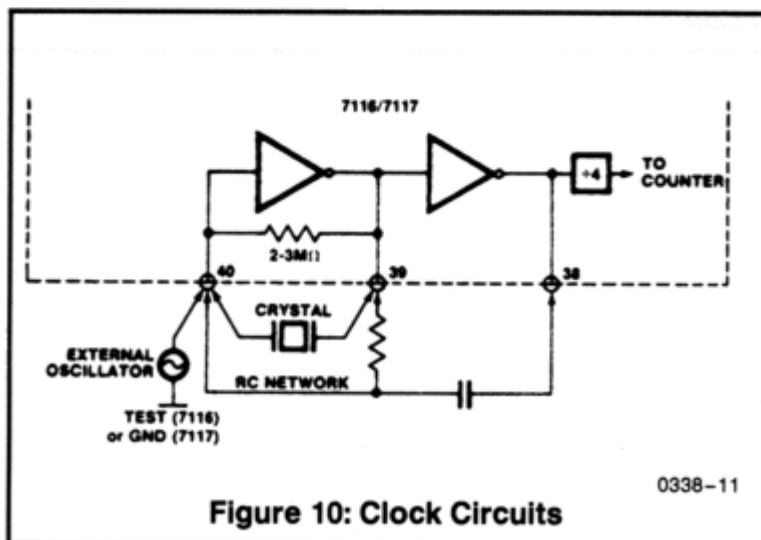 7116/7117
÷4
TO
COUNTER
2-3MΩ
40
39
38
CRYSTAL
EXTERNAL
OSCILLATOR
RC NETWORK
TEST (7116)
or GND (7117)
0338-11
Figure 10: Clock Circuits